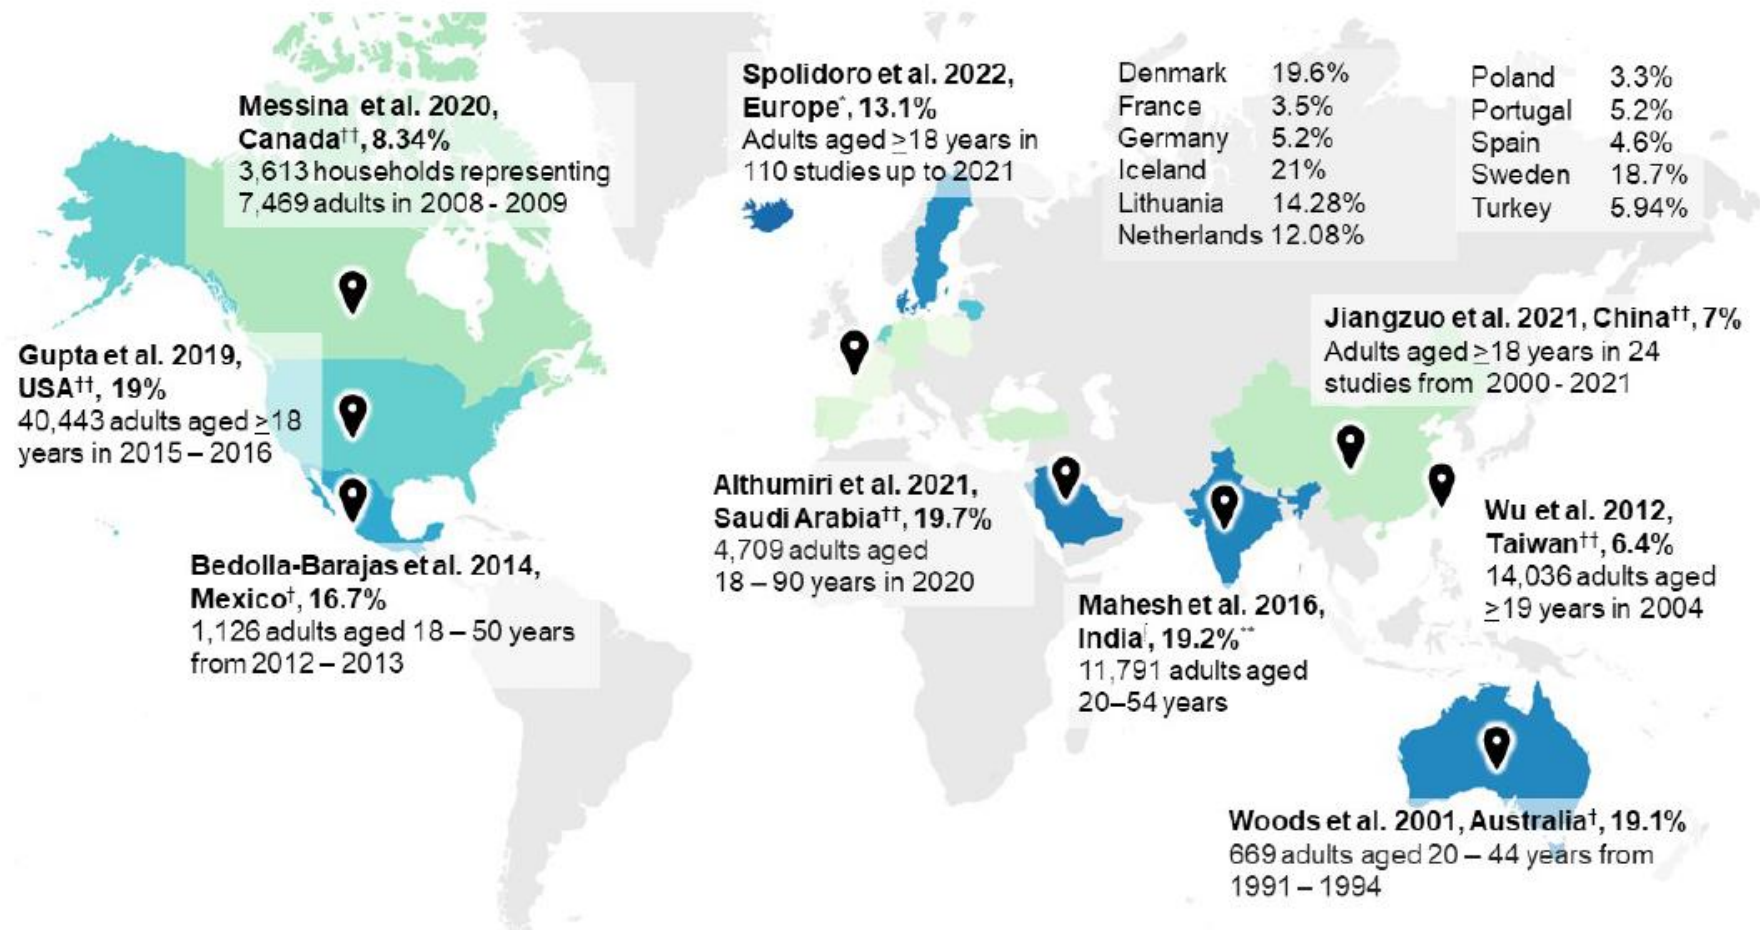 Messina et al. 2020,
Canada††, 8.34%
3,613 households representing
7,469 adults in 2008 - 2009
Spolidoro et al. 2022,
Europe*, 13.1%
Adults aged ≥18 years in
110 studies up to 2021
Denmark 19.6%
France 3.5%
Germany 5.2%
Iceland 21%
Lithuania 14.28%
Netherlands 12.08%
Poland 3.3%
Portugal 5.2%
Spain 4.6%
Sweden 18.7%
Turkey 5.94%
Gupta et al. 2019,
USA††, 19%
40,443 adults aged ≥18
years in 2015 – 2016
Jiangzuo et al. 2021, China††, 7%
Adults aged ≥18 years in 24
studies from 2000 - 2021
Bedolla-Barajas et al. 2014,
Mexico†, 16.7%
1,126 adults aged 18 – 50 years
from 2012 – 2013
Althumiri et al. 2021,
Saudi Arabia††, 19.7%
4,709 adults aged
18 – 90 years in 2020
Wu et al. 2012,
Taiwan††, 6.4%
14,036 adults aged
≥19 years in 2004
Mahesh et al. 2016,
India†, 19.2%**
11,791 adults aged
20–54 years
Woods et al. 2001, Australia†, 19.1%
669 adults aged 20 – 44 years from
1991 – 1994